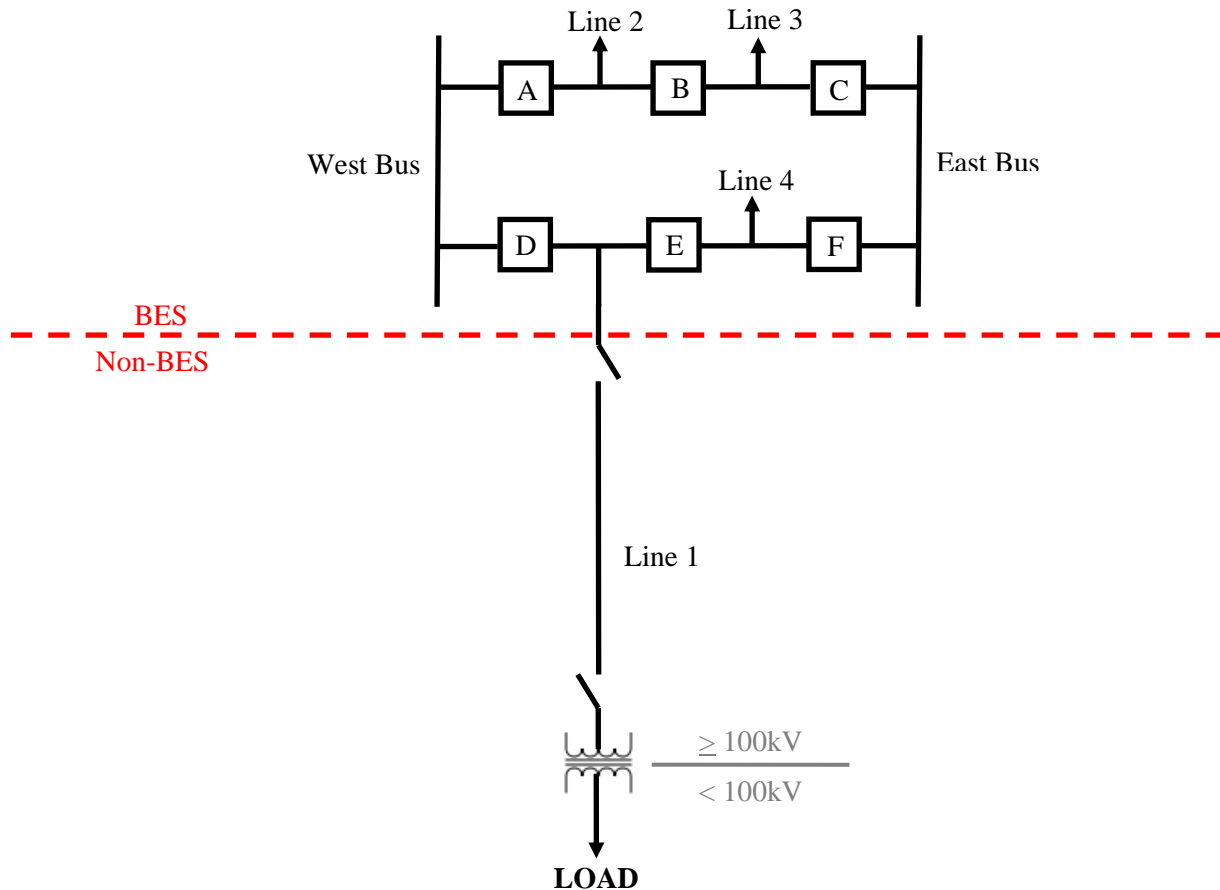 Line 2
Line 3
A
B
C
West Bus
East Bus
Line 4
D
E
F
BES
Non-BES
Line 1
≥ 100kV
< 100kV
LOAD